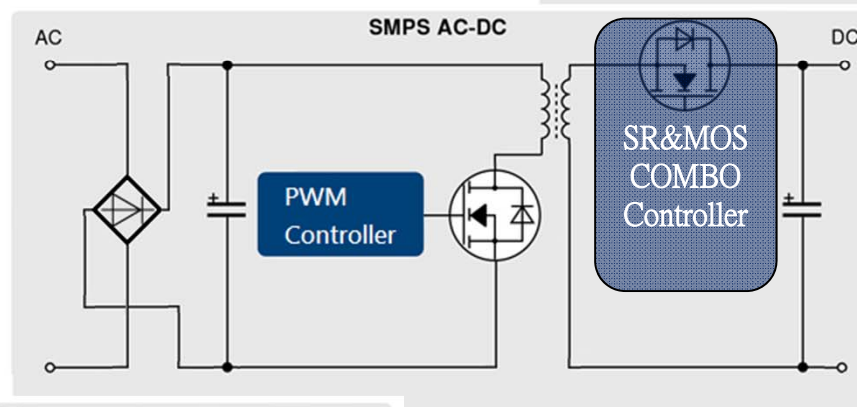 SMPS AC-DC
AC
DC
+
PWM
Controller
SR&MOS
COMBO
Controller
+